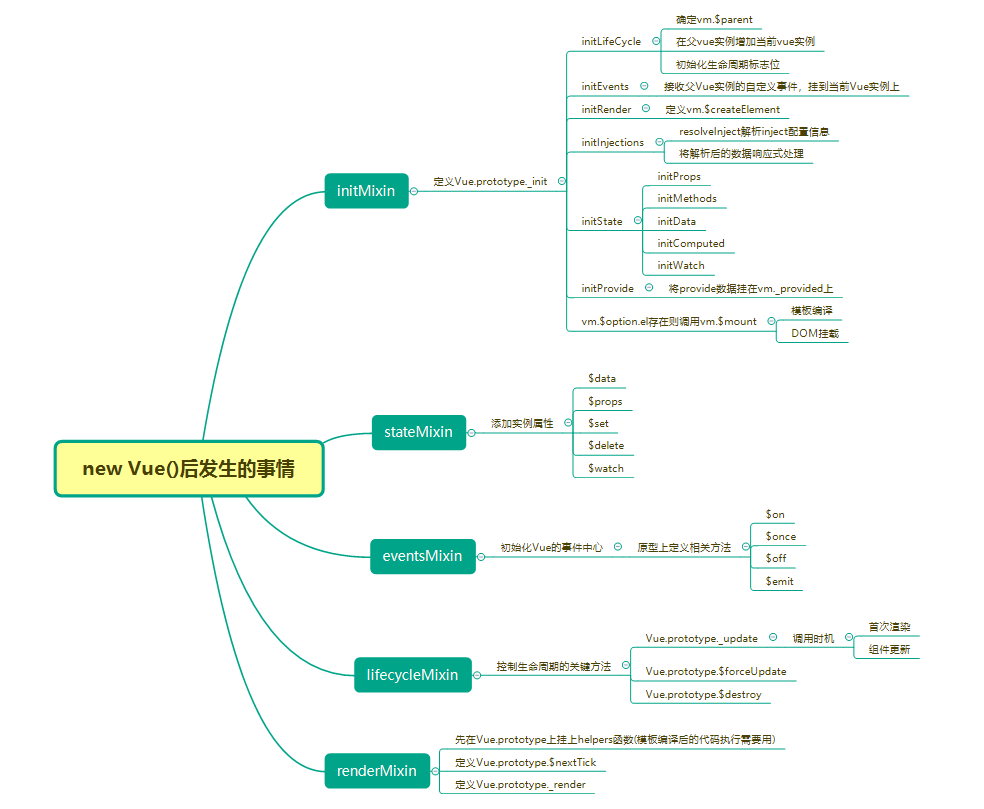 new Vue()后发生的事情
initMixin
定义Vue.prototype._init
initLifeCycle
确定vm.$parent
在父vue实例增加当前vue实例
初始化生命周期标志位
initEvents
接收父Vue实例的自定义事件，挂到当前Vue实例上
initRender
定义vm.$createElement
initInjections
resolveInject解析inject配置信息
将解析后的数据响应式处理
initState
initProps
initMethods
initData
initComputed
initWatch
initProvide
将provide数据挂在vm._provided上
vm.$option.el存在则调用vm.$mount
模板编译
DOM挂载
stateMixin
添加实例属性
$data
$props
$set
$delete
$watch
eventsMixin
初始化Vue的事件中心
原型上定义相关方法
$on
$once
$off
$emit
lifecycleMixin
控制生命周期的关键方法
Vue.prototype._update
调用时机
首次渲染
组件更新
Vue.prototype.$forceUpdate
Vue.prototype.$destroy
renderMixin
先在Vue.prototype上挂上helpers函数(模板编译后的代码执行需要用)
定义Vue.prototype.$nextTick
定义Vue.prototype._render